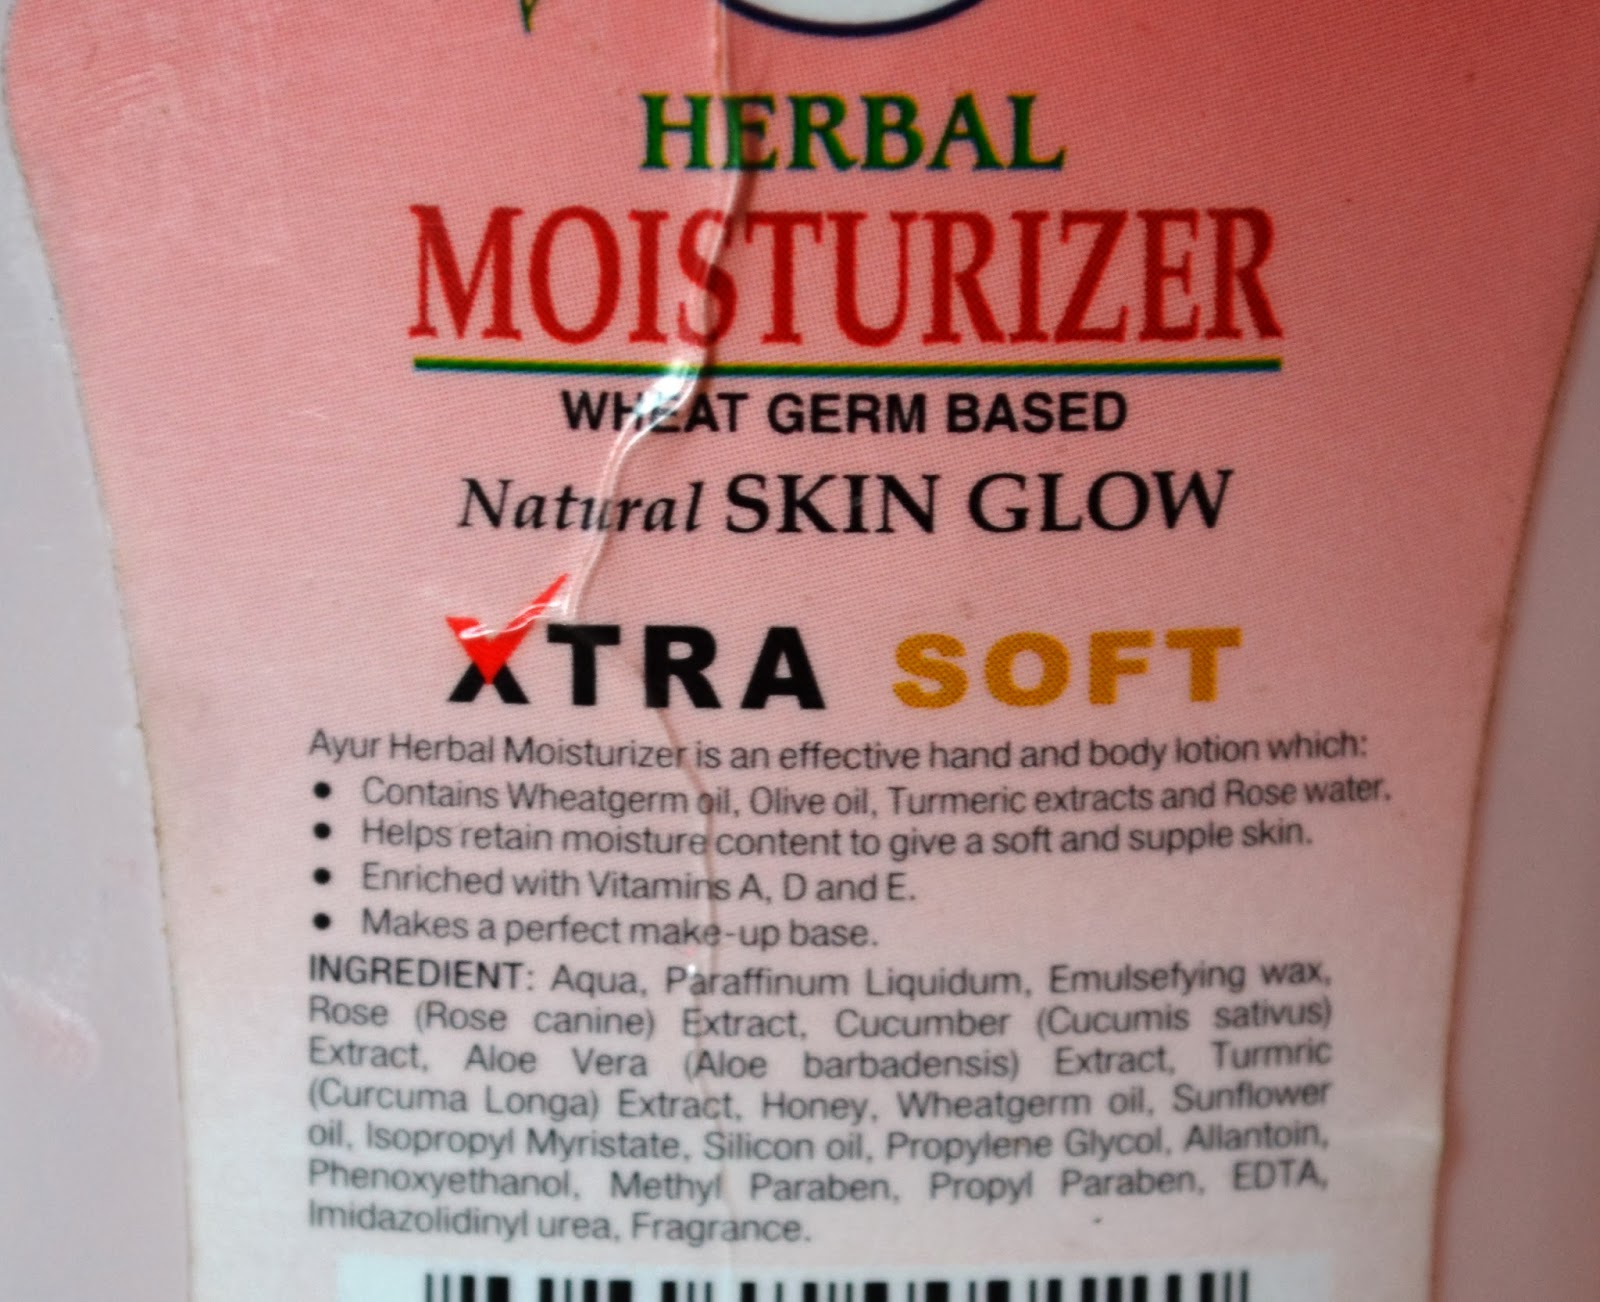 HERBAL
MOISTURIZER
WHEAT GERM BASED
Natural SKIN GLOW
XTRA SOFT
Ayur Herbal Moisturizer is an effective hand and body lotion which:
• Contains Wheatgerm oil, Olive oil, Turmeric extracts and Rose water.
• Helps retain moisture content to give a soft and supple skin.
• Enriched with Vitamins A, D and E.
• Makes a perfect make-up base.
INGREDIENT: Aqua, Paraffinum Liquidum, Emulsefying wax,
Rose (Rose canine) Extract, Cucumber (Cucumis sativus)
Extract, Aloe Vera (Aloe barbadensis) Extract, Turmric
(Curcuma Longa) Extract, Honey, Wheatgerm oil, Sunflower
oil, Isopropyl Myristate, Silicon oil, Propylene Glycol, Allantoin,
Phenoxyethanol, Methyl Paraben, Propyl Paraben, EDTA,
Imidazolidinyl urea, Fragrance.